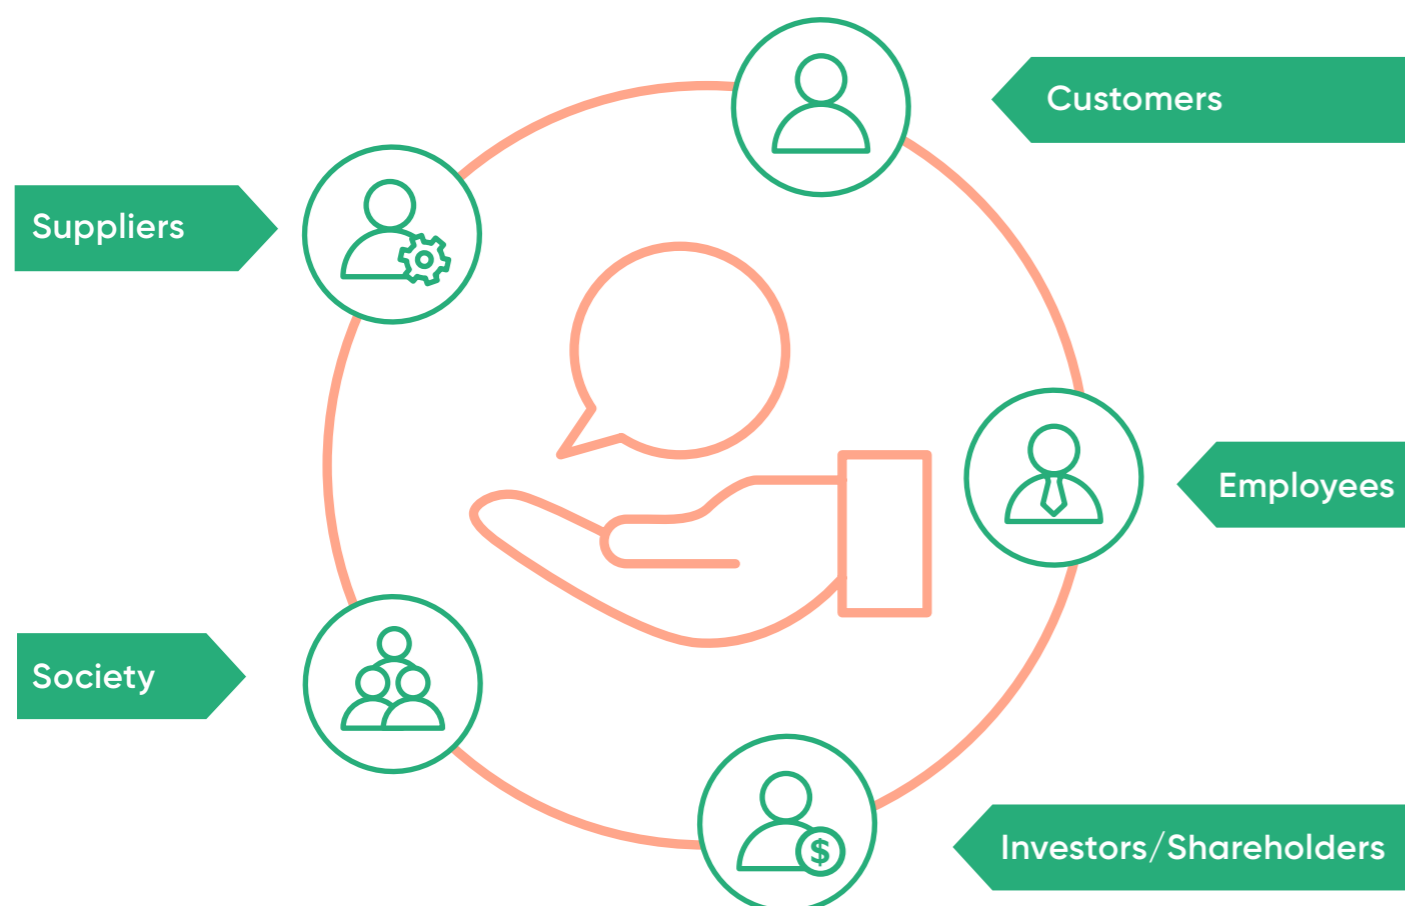 Customers
Suppliers
Employees
Society
Investors/Shareholders
$